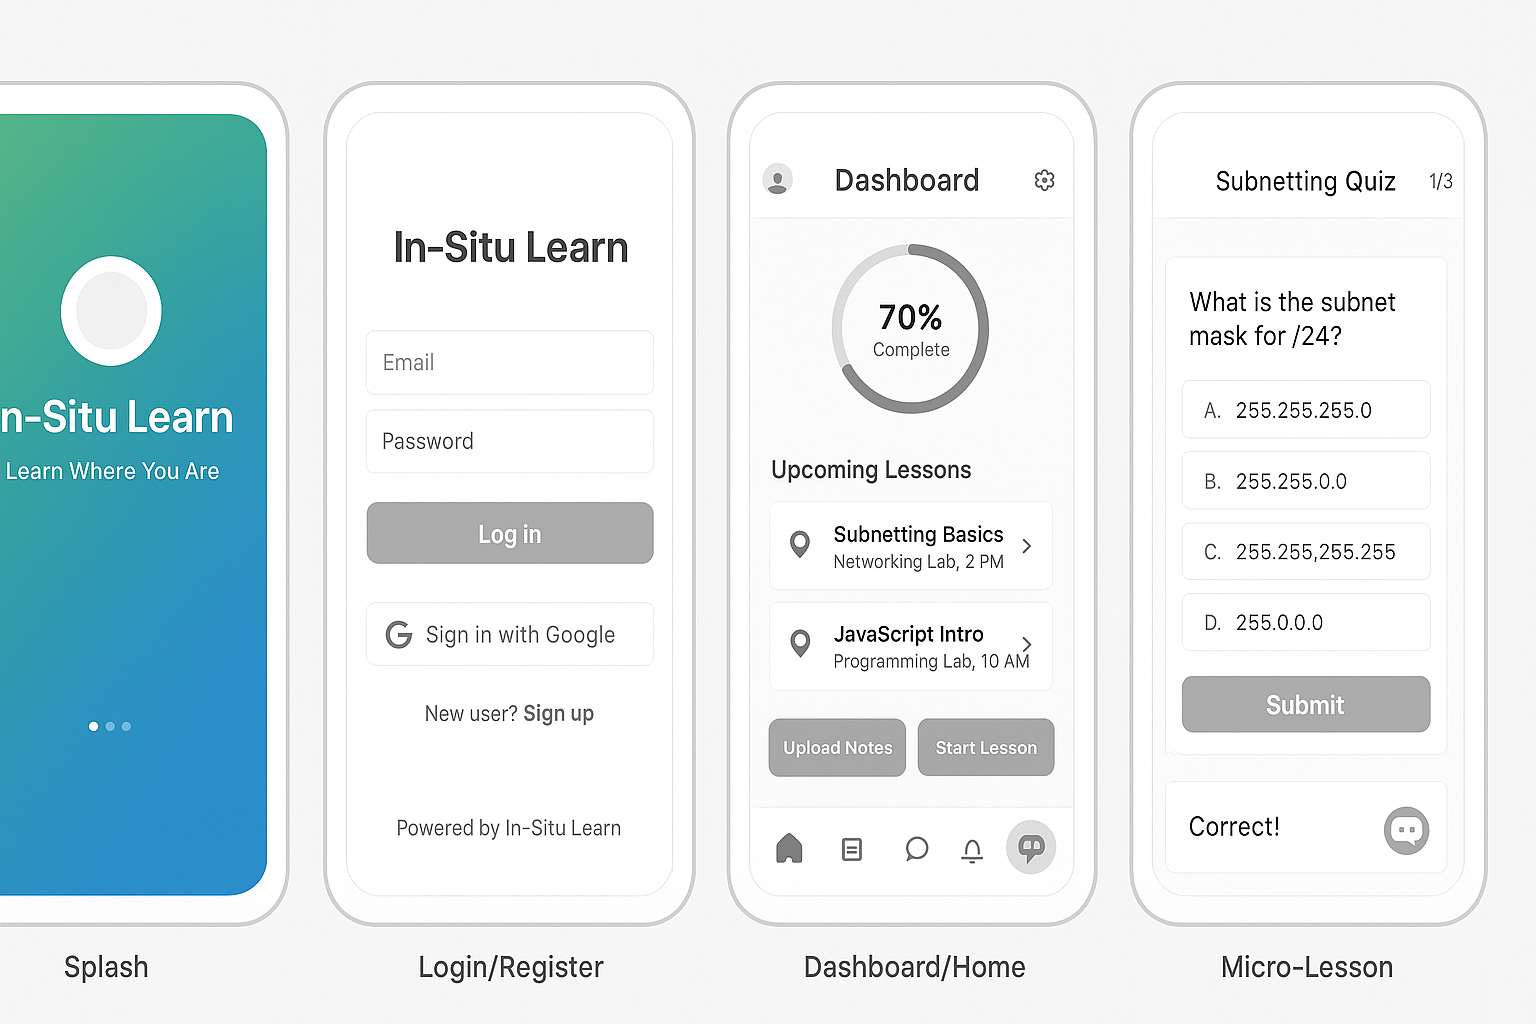 n-Situ Learn
Learn Where You Are
Splash
In-Situ Learn
Email
Password
Log in
G Sign in with Google
New user? Sign up
Powered by In-Situ Learn
Login/Register
Dashboard
70%
Complete
Upcoming Lessons
Subnetting Basics
Networking Lab, 2 PM
JavaScript Intro
Programming Lab, 10 AM
Upload Notes
Start Lesson
Dashboard/Home
Subnetting Quiz 1/3
What is the subnet
mask for /24?
A. 255.255.255.0
B. 255.255.0.0
C. 255.255,255.255
D. 255.0.0.0
Submit
Correct!
Micro-Lesson